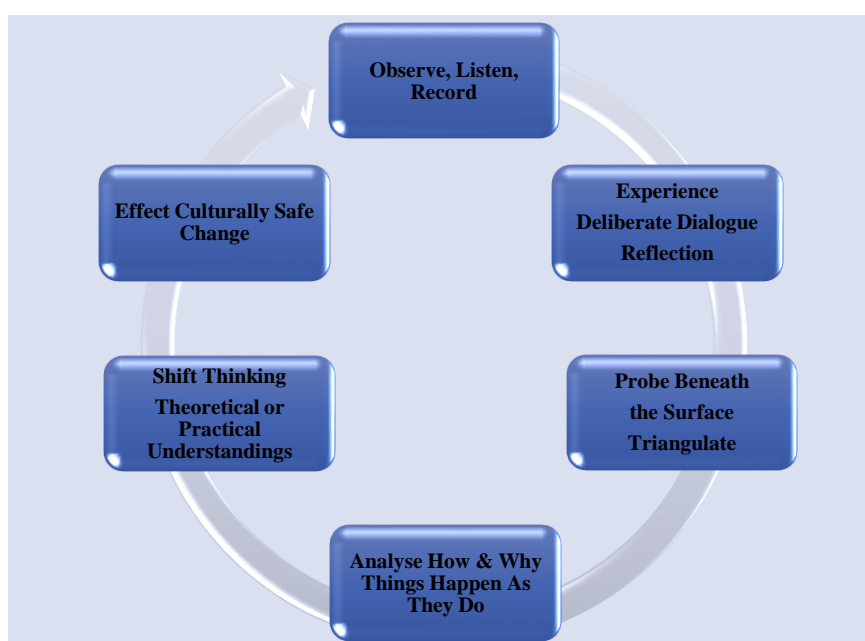 Observe, Listen,
Record
Experience
Deliberate Dialogue
Reflection
Probe Beneath
the Surface
Triangulate
Analyse How & Why
Things Happen As
They Do
Shift Thinking
Theoretical or
Practical
Understandings
Effect Culturally Safe
Change